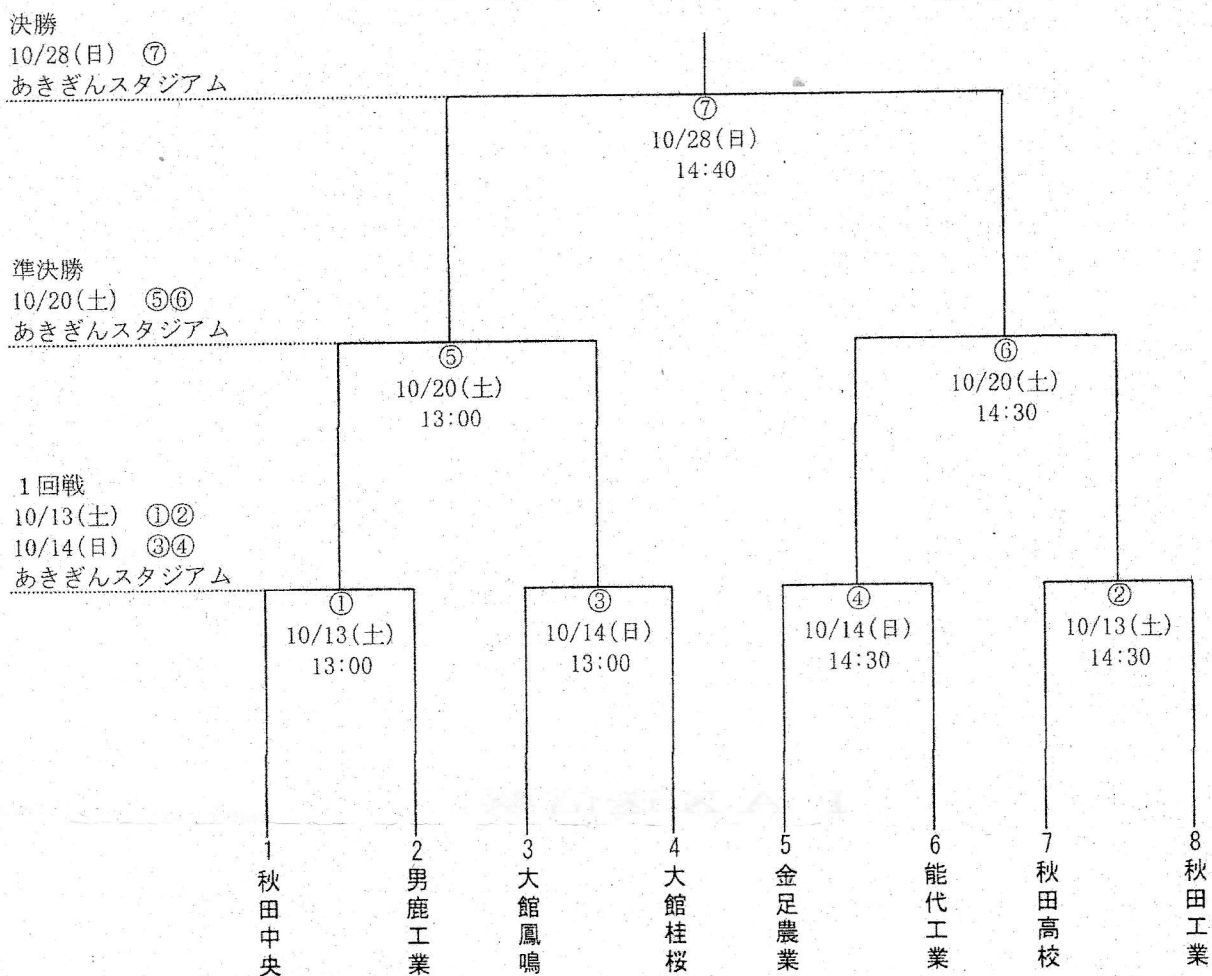 決勝
10/28(日) ⑦
あきぎんスタジアム
⑦
10/28(日)
14:40
準決勝
10/20(土) ⑤⑥
あきぎんスタジアム
⑤
10/20(土)
13:00
⑥
10/20(土)
14:30
1回戦
10/13(土) ①②
10/14(日) ③④
あきぎんスタジアム
①
10/13(土)
13:00
③
10/14(日)
13:00
④
10/14(日)
14:30
②
10/13(土)
14:30
1 秋田中央
2 男鹿工業
3 大館鳳鳴
4 大館桂桜
5 金足農業
6 能代工業
7 秋田高校
8 秋田工業